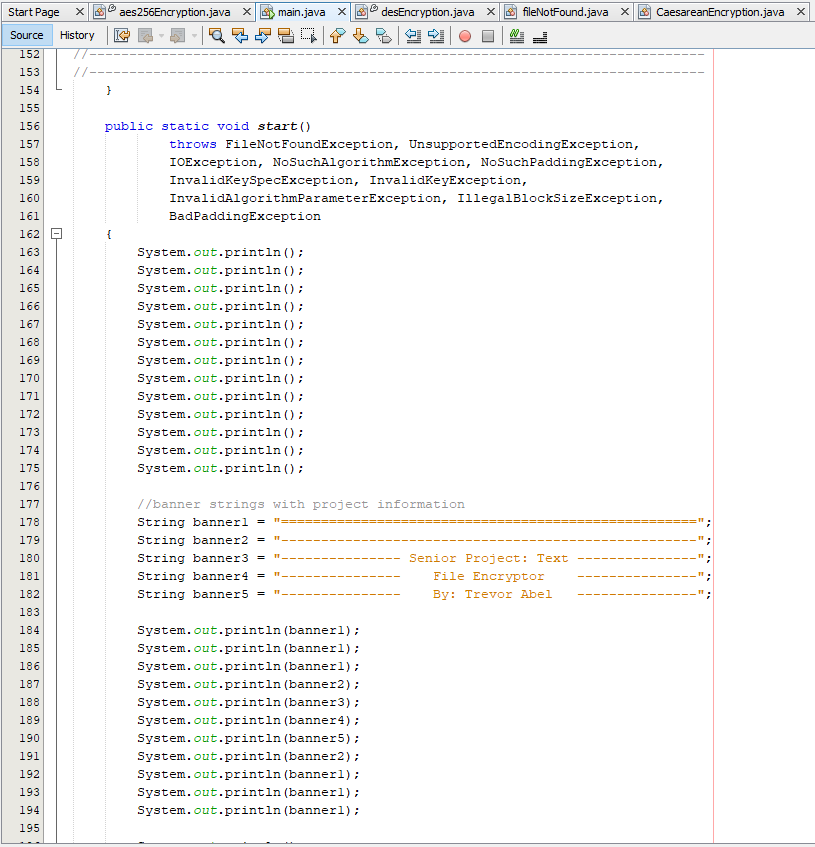 Start Page aes256Encryption.java main.java desEncryption.java fileNotFound.java CaesareanEncryption.java
Source History
152 //-----------------------------------------------------------------------------
153 //-----------------------------------------------------------------------------
154 }
155
156 public static void start()
157 throws FileNotFoundException, UnsupportedEncodingException,
158 IOException, NoSuchAlgorithmException, NoSuchPaddingException,
159 InvalidKeySpecException, InvalidKeyException,
160 InvalidAlgorithmParameterException, IllegalBlockSizeException,
161 BadPaddingException
162 {
163 System.out.println();
164 System.out.println();
165 System.out.println();
166 System.out.println();
167 System.out.println();
168 System.out.println();
169 System.out.println();
170 System.out.println();
171 System.out.println();
172 System.out.println();
173 System.out.println();
174 System.out.println();
175 System.out.println();
176
177 //banner strings with project information
178 String banner1 = "====================================================";
179 String banner2 = "----------------------------------------------------";
180 String banner3 = "--------------- Senior Project: Text ---------------";
181 String banner4 = "---------------    File Encryptor    ---------------";
182 String banner5 = "---------------    By: Trevor Abel   ---------------";
183
184 System.out.println(banner1);
185 System.out.println(banner1);
186 System.out.println(banner1);
187 System.out.println(banner2);
188 System.out.println(banner3);
189 System.out.println(banner4);
190 System.out.println(banner5);
191 System.out.println(banner2);
192 System.out.println(banner1);
193 System.out.println(banner1);
194 System.out.println(banner1);
195